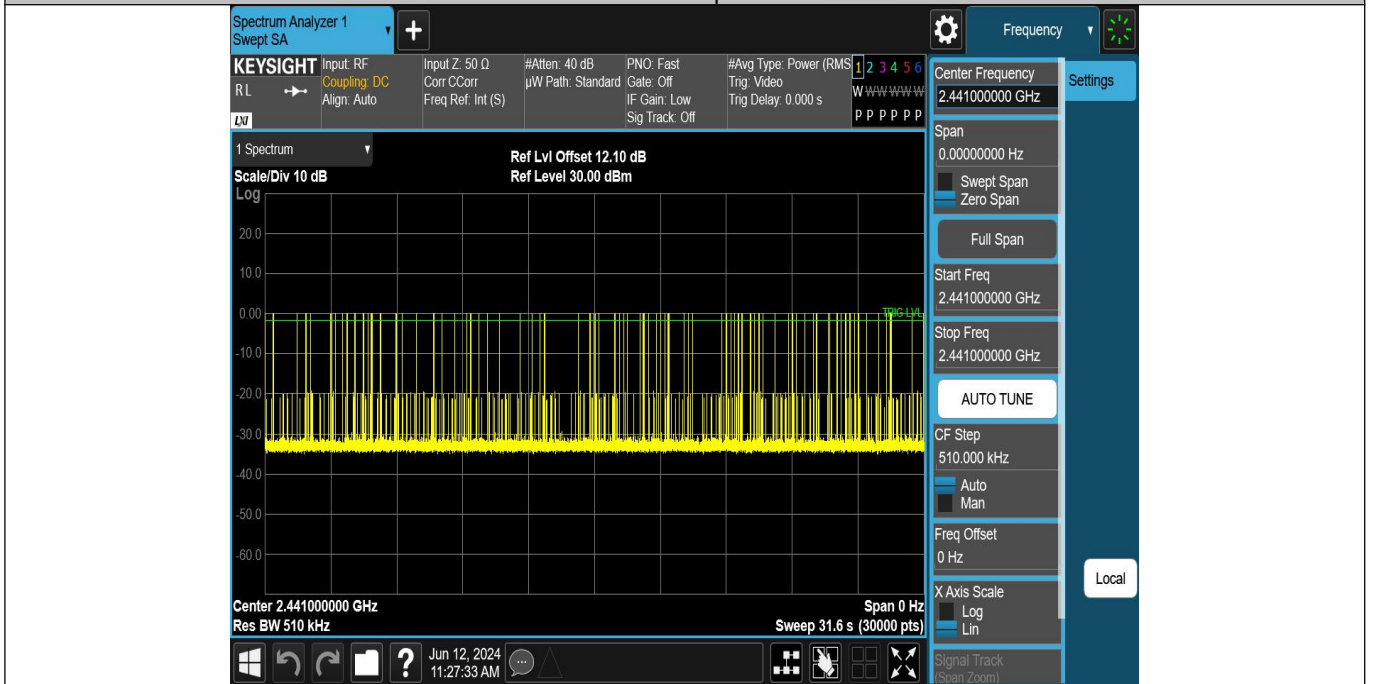 Spectrum Analyzer 1
Swept SA
+
Frequency
KEYSIGHT
RL
LXI
Input: RF
Coupling: DC
Align: Auto
Input Z: 50 Ω
Corr CCorr
Freq Ref: Int (S)
#Atten: 40 dB
µW Path: Standard
PNO: Fast
Gate: Off
IF Gain: Low
Sig Track: Off
#Avg Type: Power (RMS
Trig: Video
Trig Delay: 0.000 s
1 2 3 4 5 6
W W W W W W
P P P P P P
Center Frequency
2.441000000 GHz
Settings
Span
0.00000000 Hz
Swept Span
Zero Span
Full Span
Start Freq
2.441000000 GHz
Stop Freq
2.441000000 GHz
AUTO TUNE
CF Step
510.000 kHz
Auto
Man
Freq Offset
0 Hz
X Axis Scale
Log
Lin
Signal Track
(Span Zoom)
Local
1 Spectrum
Scale/Div 10 dB
Ref Lvl Offset 12.10 dB
Ref Level 30.00 dBm
Log
20.0
10.0
0.00
TRIG LVL
-10.0
-20.0
-30.0
-40.0
-50.0
-60.0
Center 2.441000000 GHz
Span 0 Hz
Res BW 510 kHz
Sweep 31.6 s (30000 pts)
?
Jun 12, 2024
11:27:33 AM